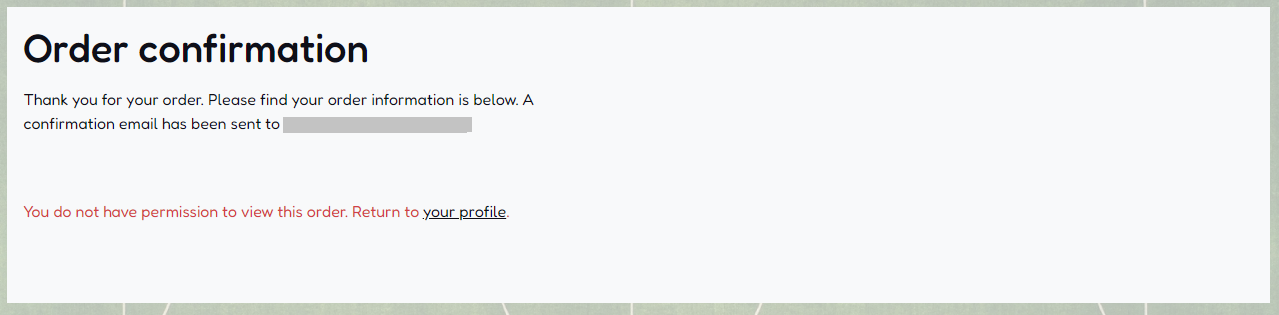 Order confirmation
Thank you for your order. Please find your order information is below. A
confirmation email has been sent to
You do not have permission to view this order. Return to your profile.